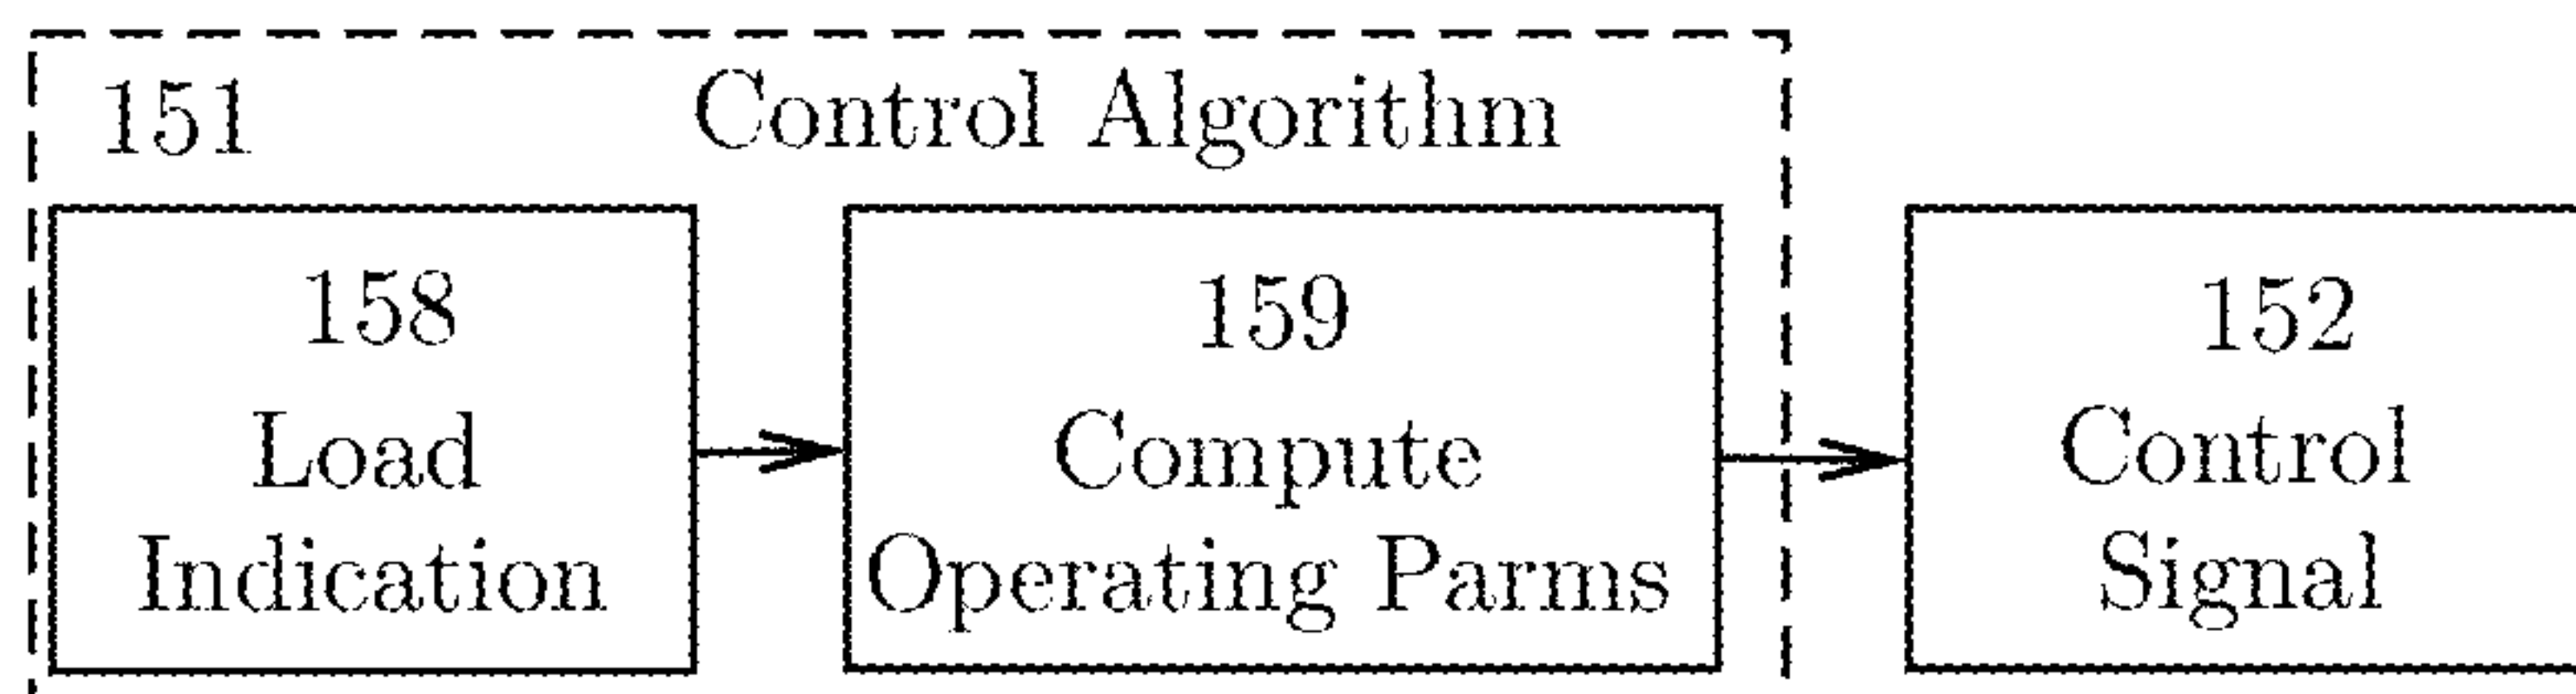 151 Control Algorithm
158
Load
Indication
159
Compute
Operating Parms
152
Control
Signal